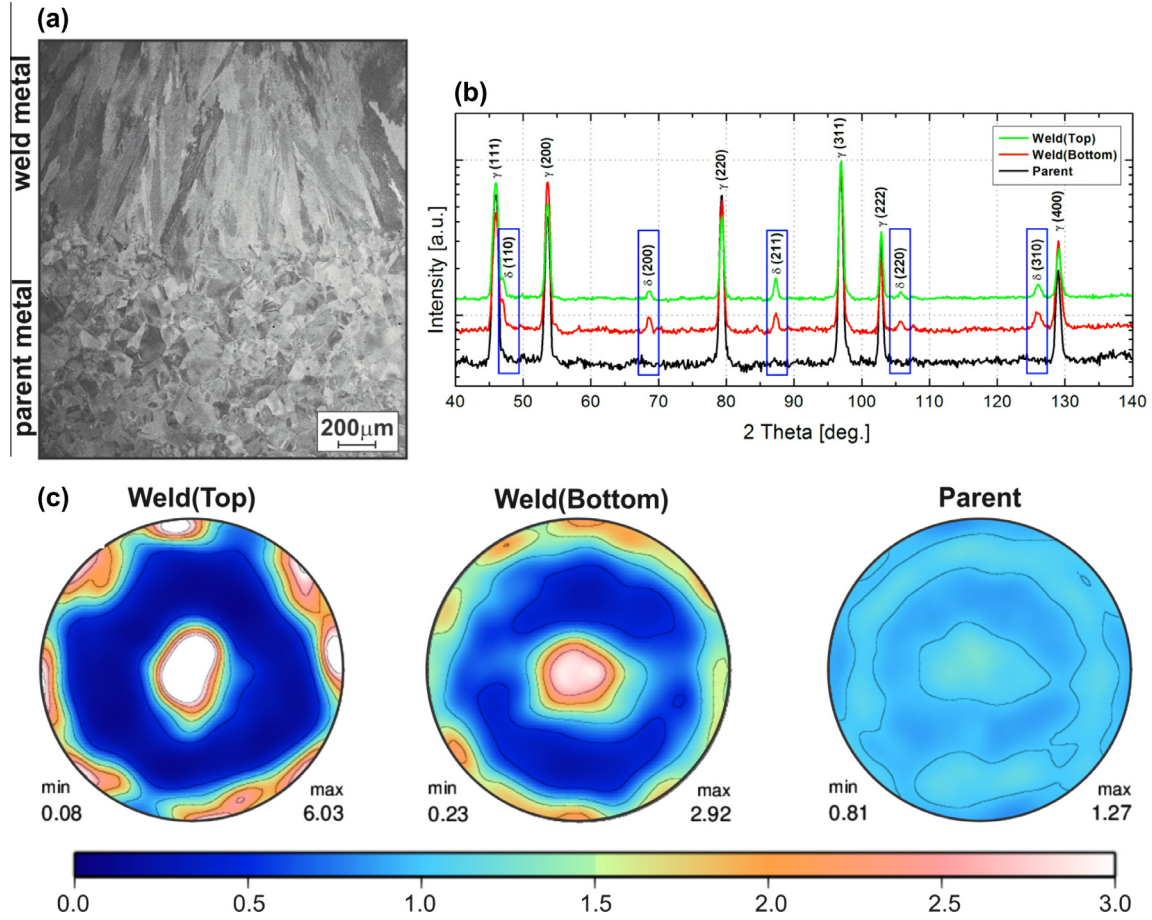 (a)
weld metal
parent metal
200μm
(b)
Intensity [a.u.]
γ (111)
δ (110)
γ (200)
δ (200)
γ (220)
δ (211)
γ (311)
γ (222)
δ (220)
δ (310)
γ (400)
Weld(Top)
Weld(Bottom)
Parent
40 50 60 70 80 90 100 110 120 130 140
2 Theta [deg.]
(c)
Weld(Top) Weld(Bottom) Parent
min max min max min max
0.08 6.03 0.23 2.92 0.81 1.27
0.0 0.5 1.0 1.5 2.0 2.5 3.0